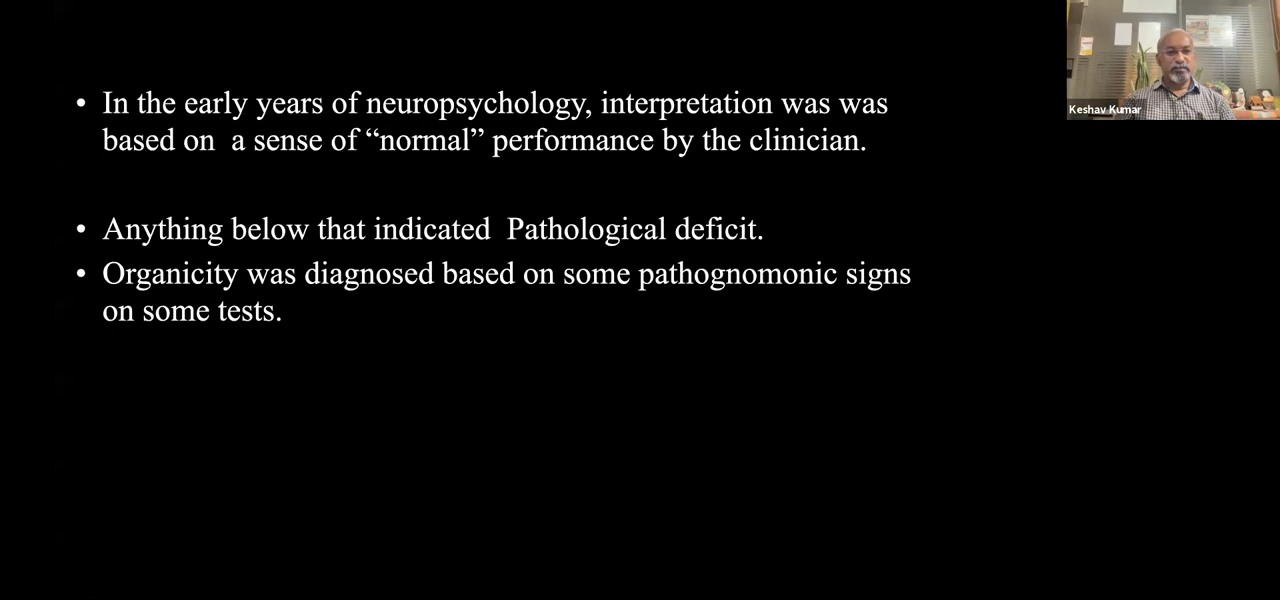 • In the early years of neuropsychology, interpretation was was
based on  a sense of “normal” performance by the clinician.
• Anything below that indicated  Pathological deficit.
• Organicity was diagnosed based on some pathognomonic signs
on some tests.
Keshav Kumar